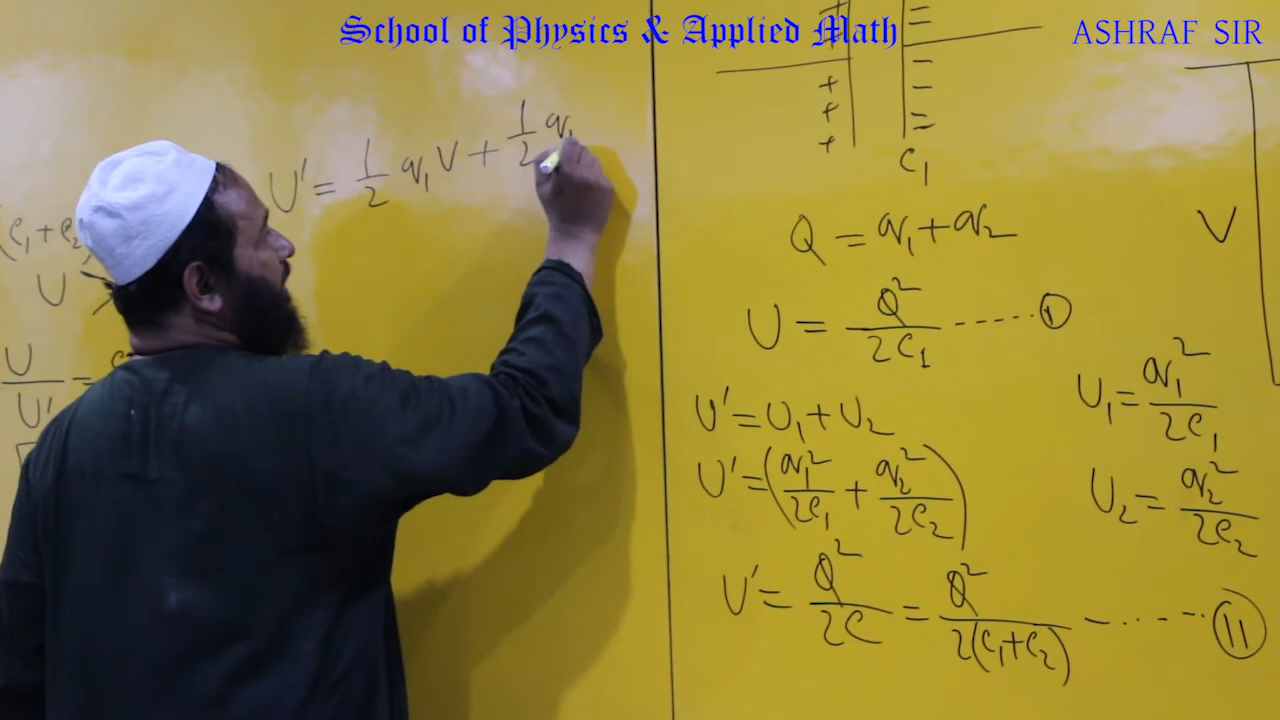 School of Physics & Applied Math
ASHRAF SIR
U' = 1/2 q₁V + 1/2 q
(C₁+C₂
U >
U/U' =
+ + + +
C₁
Q = q₁+q₂
V
U = Q²/2C₁ ------ ①
U' = U₁+U₂
U₁ = q₁²/2C₁
U' = (q₁²/2C₁ + q₂²/2C₂)
U₂ = q₂²/2C₂
U' = Q²/2C = Q²/2(C₁+C₂) ------ ⑪